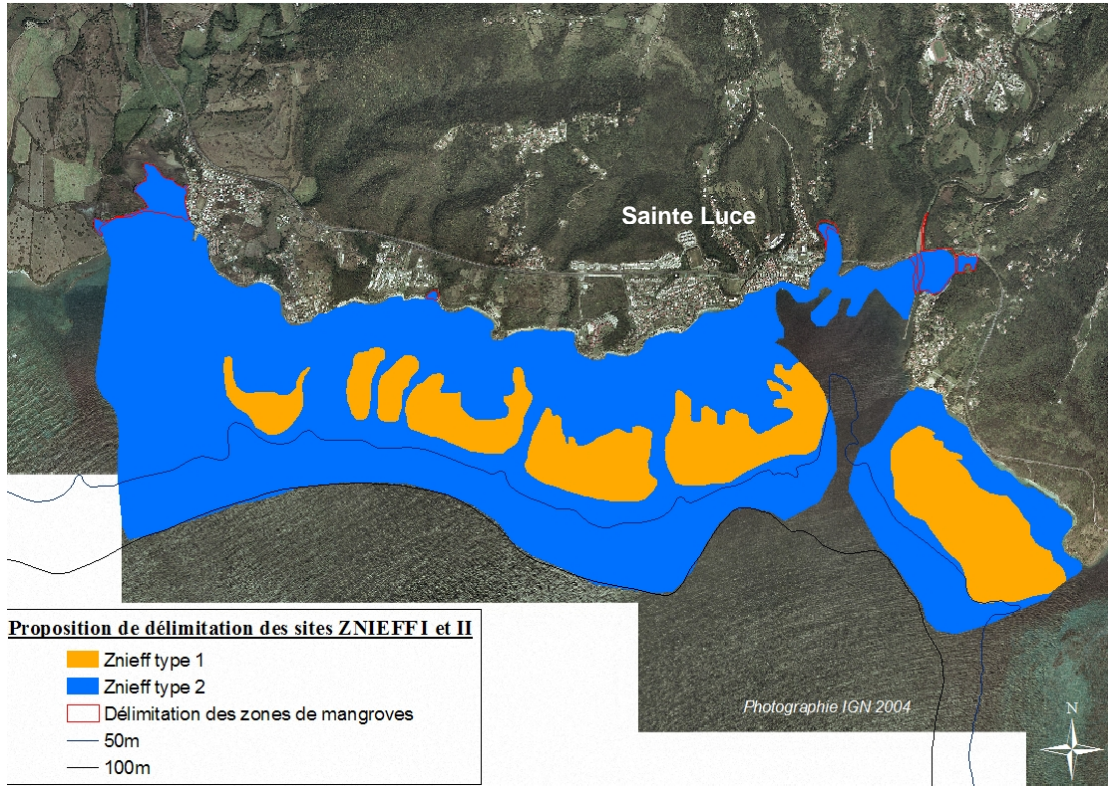 Sainte Luce
Proposition de délimitation des sites ZNIEFFI et II
Znieff type 1
Znieff type 2
Délimitation des zones de mangroves
50m
100m
Photographie IGN 2004
N